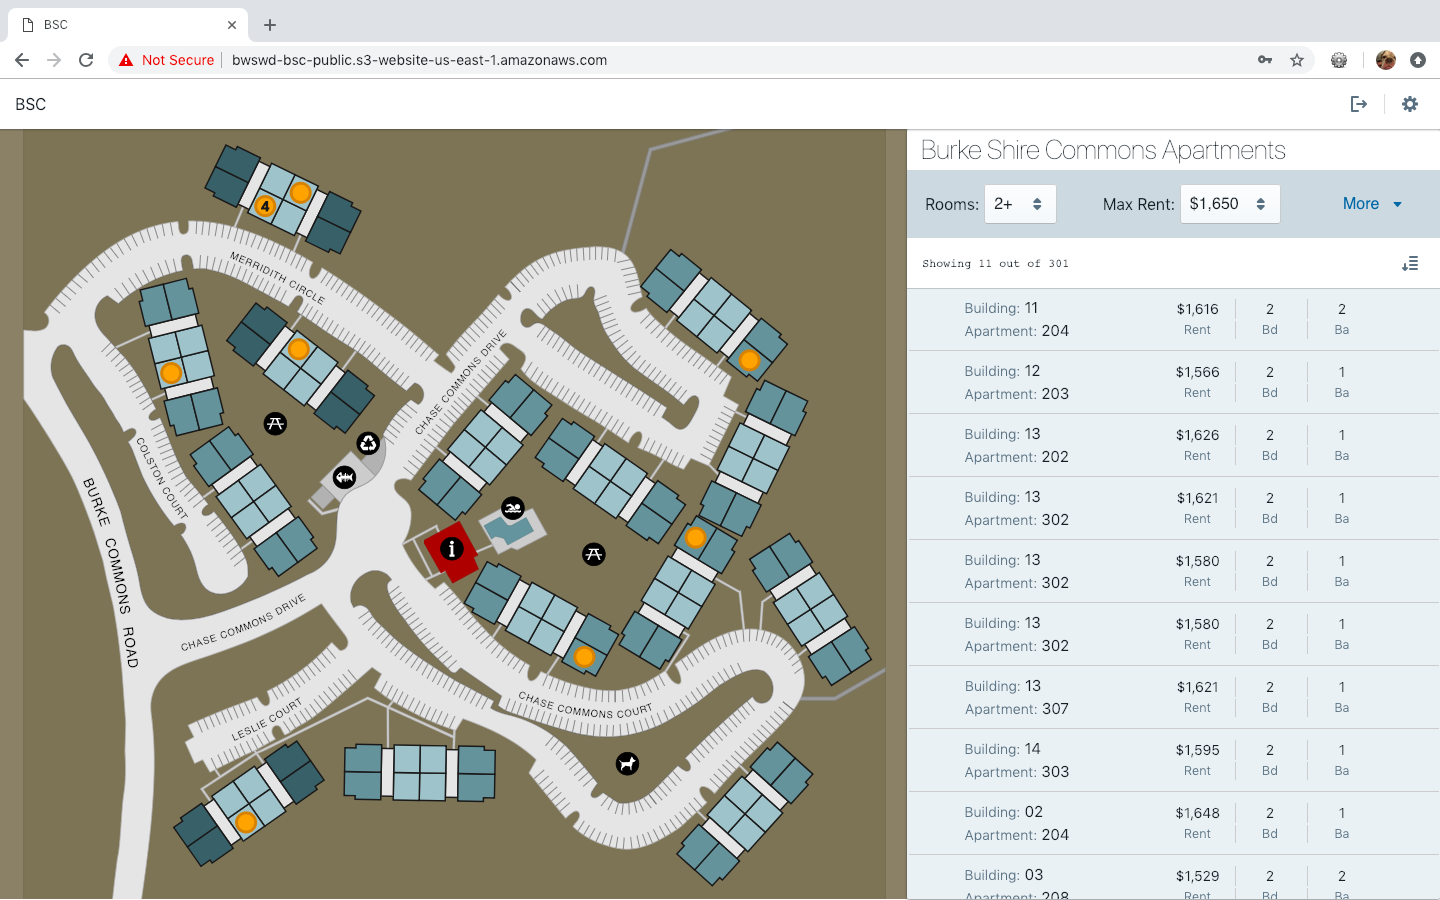 BSC
Not Secure
bwswd-bsc-public.s3-website-us-east-1.amazonaws.com
BSC
Burke Shire Commons Apartments
Rooms: 2+ Max Rent: $1,650 More
Showing 11 out of 301
Building: 11 $1,616 2 2
Apartment: 204 Rent Bd Ba
Building: 12 $1,566 2 1
Apartment: 203 Rent Bd Ba
Building: 13 $1,626 2 1
Apartment: 202 Rent Bd Ba
Building: 13 $1,621 2 1
Apartment: 302 Rent Bd Ba
Building: 13 $1,580 2 1
Apartment: 302 Rent Bd Ba
Building: 13 $1,580 2 1
Apartment: 302 Rent Bd Ba
Building: 13 $1,621 2 1
Apartment: 307 Rent Bd Ba
Building: 14 $1,595 2 1
Apartment: 303 Rent Bd Ba
Building: 02 $1,648 2 1
Apartment: 204 Rent Bd Ba
Building: 03 $1,529 2 2
Apartment: 208 Rent Bd Ba
4
MERRIDITH CIRCLE
CHASE COMMONS DRIVE
COLSTON COURT
BURKE COMMONS ROAD
i
CHASE COMMONS DRIVE
CHASE COMMONS COURT
LESLIE COURT